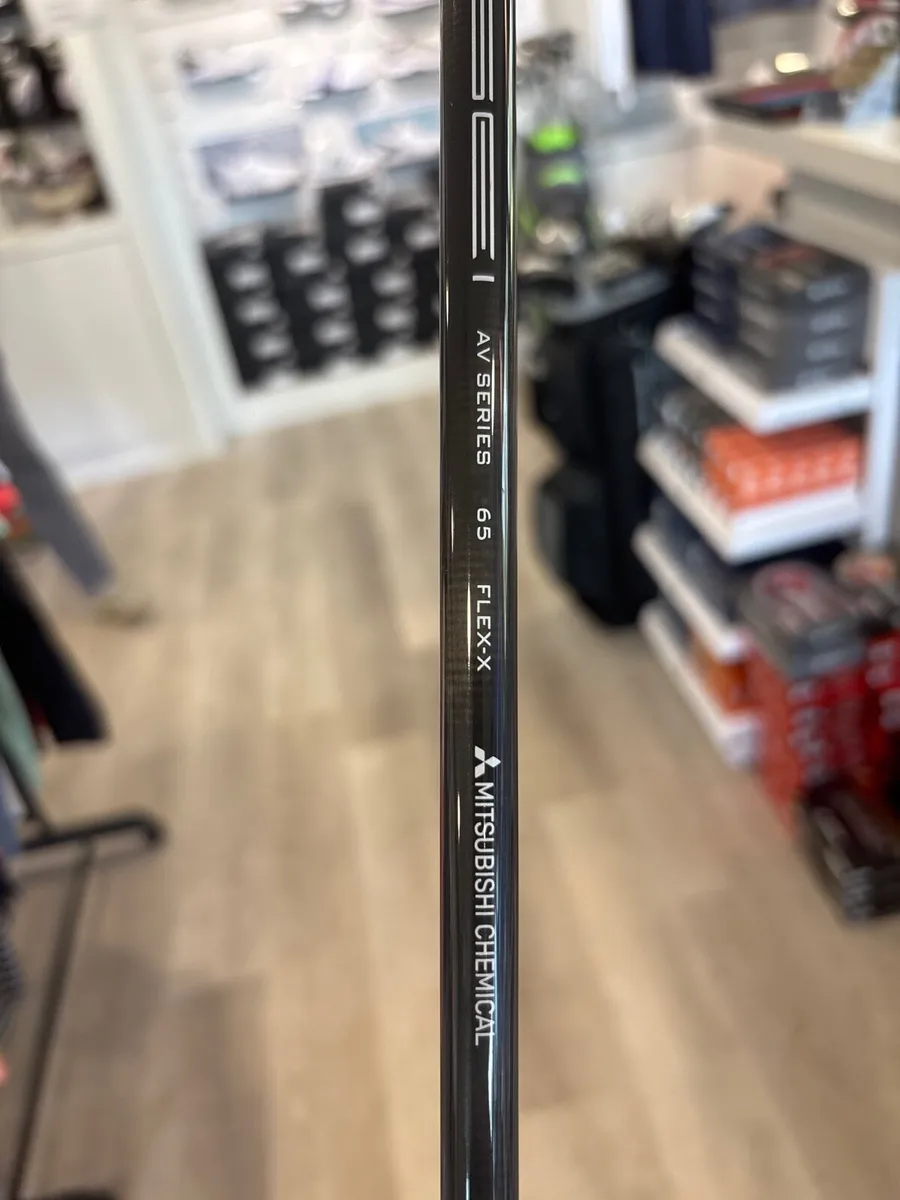 AV SERIES 65 FLEX-X
MITSUBISHI CHEMICAL